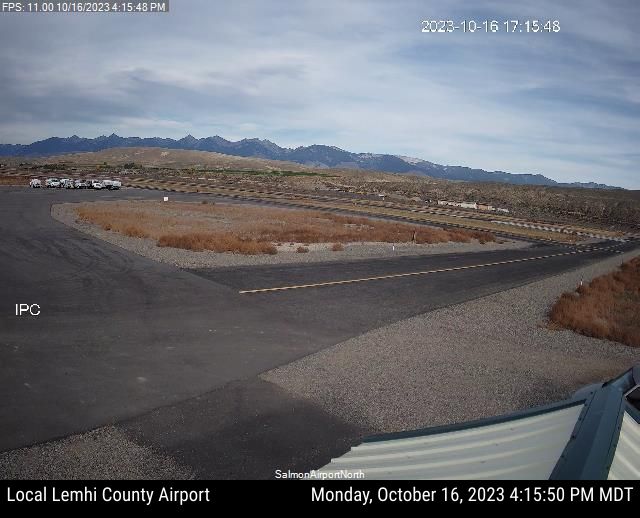 FPS: 11.00 10/16/2023 4:15:48 PM
2023-10-16 17:15:48
IPC
SalmonAirportNorth
Local Lemhi County Airport
Monday, October 16, 2023 4:15:50 PM MDT